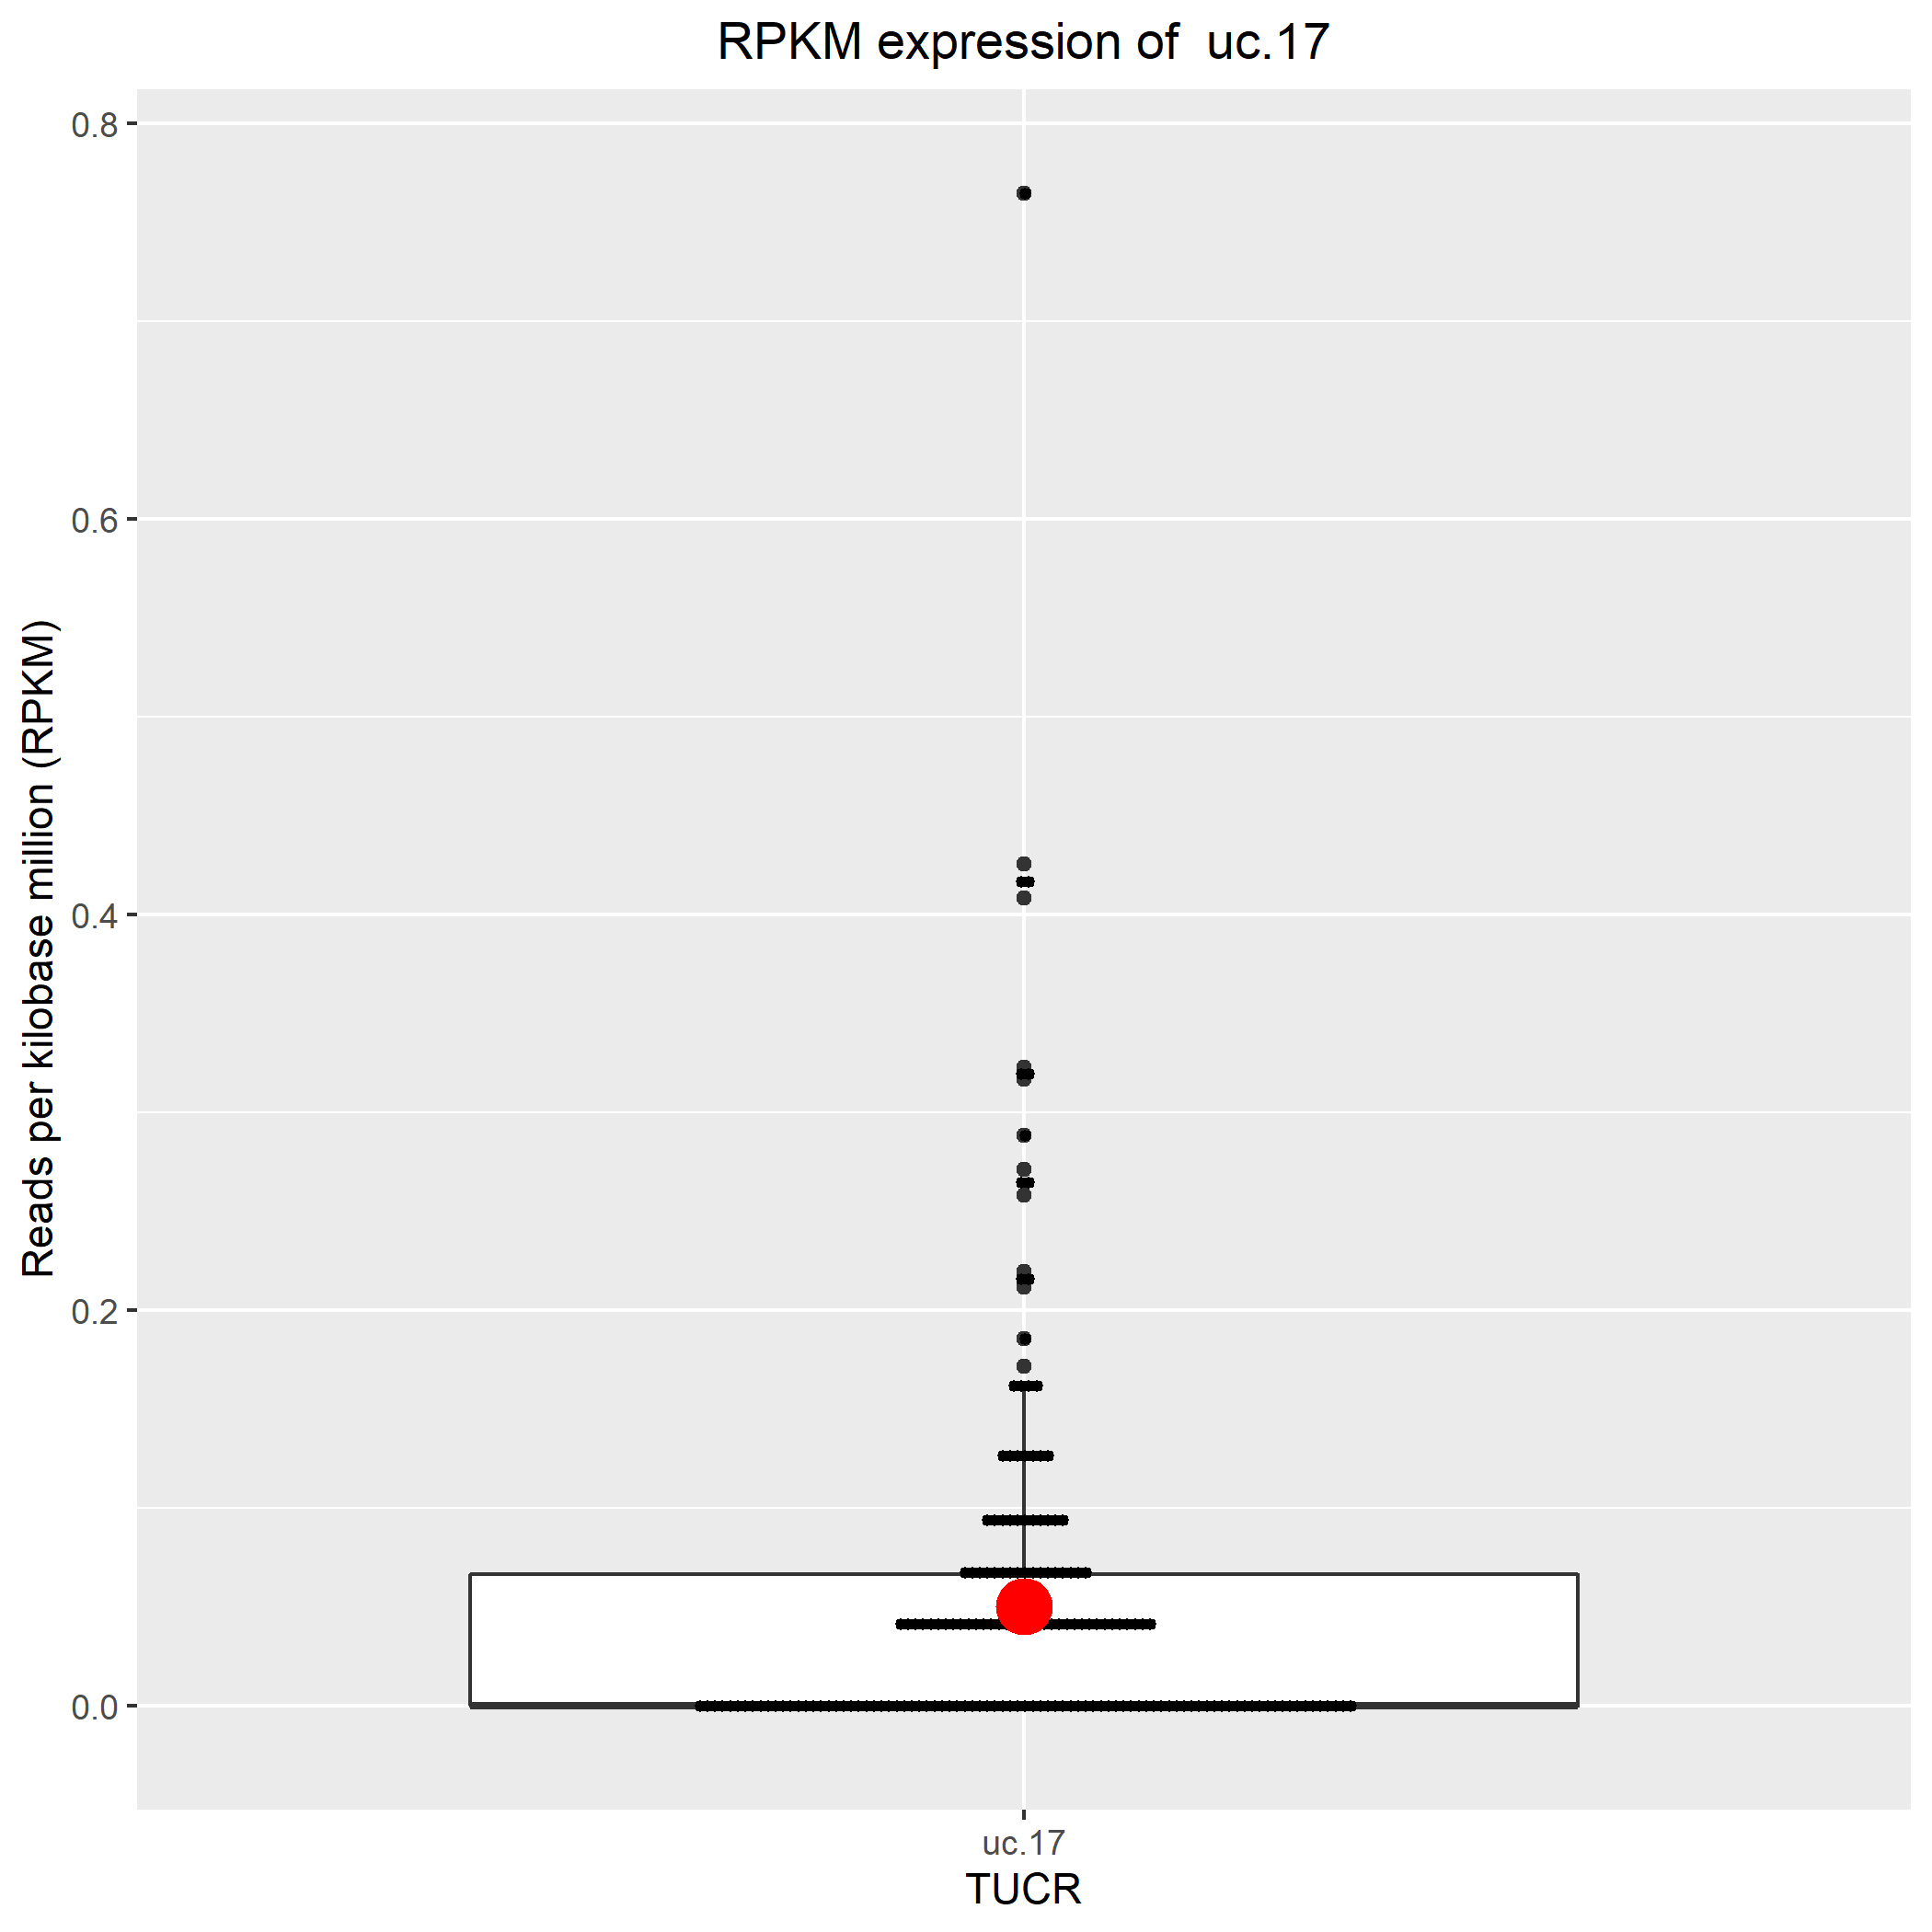 RPKM expression of  uc.17
Reads per kilobase million (RPKM)
0.8
0.6
0.4
0.2
0.0
uc.17
TUCR